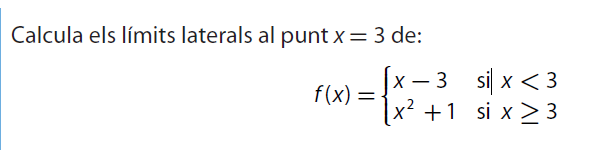 Calcula els límits laterals al punt x = 3 de:
f(x) = { x − 3 si x < 3
x² + 1 si x ≥ 3